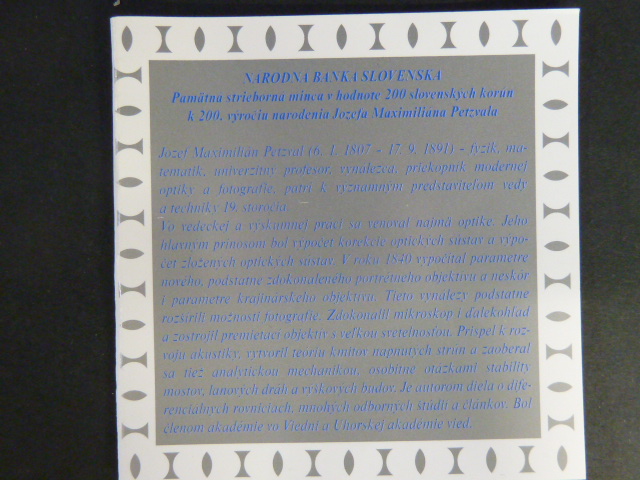 NÁRODNÁ BANKA SLOVENSKA
Pamätná strieborná minca v hodnote 200 slovenských korún
k 200. výročiu narodenia Jozefa Maximiliána Petzvala
Jozef Maximilián Petzval (6. 1. 1807 – 17. 9. 1891) - fyzik, ma-
tematik, univerzitný profesor, vynálezca, priekopník modernej
optiky a fotografie, patrí k významným predstaviteľom vedy
a techniky 19. storočia.
Vo vedeckej a výskumnej práci sa venoval najmä optike. Jeho
hlavným prínosom bol výpočet korekcie optických sústav a výpo-
čet zložených optických sústav. V roku 1840 vypočítal parametre
nového, podstatne zdokonaleného portrétneho objektívu a neskôr
i parametre krajinárskeho objektívu. Tieto vynálezy podstatne
rozšírili možnosti fotografie. Zdokonalil mikroskop i ďalekohľad
a zostrojil premietací objektív s veľkou svetelnosťou. Prispel k roz-
voju akustiky, vytvoril teóriu kmitov napnutých strún a zaoberal
sa tiež analytickou mechanikou, osobitne otázkami stability
mostov, lanových dráh a výškových budov. Je autorom diela o dife-
renciálnych rovniciach, mnohých odborných štúdií a článkov. Bol
členom akadémie vo Viedni a Uhorskej akadémie vied.